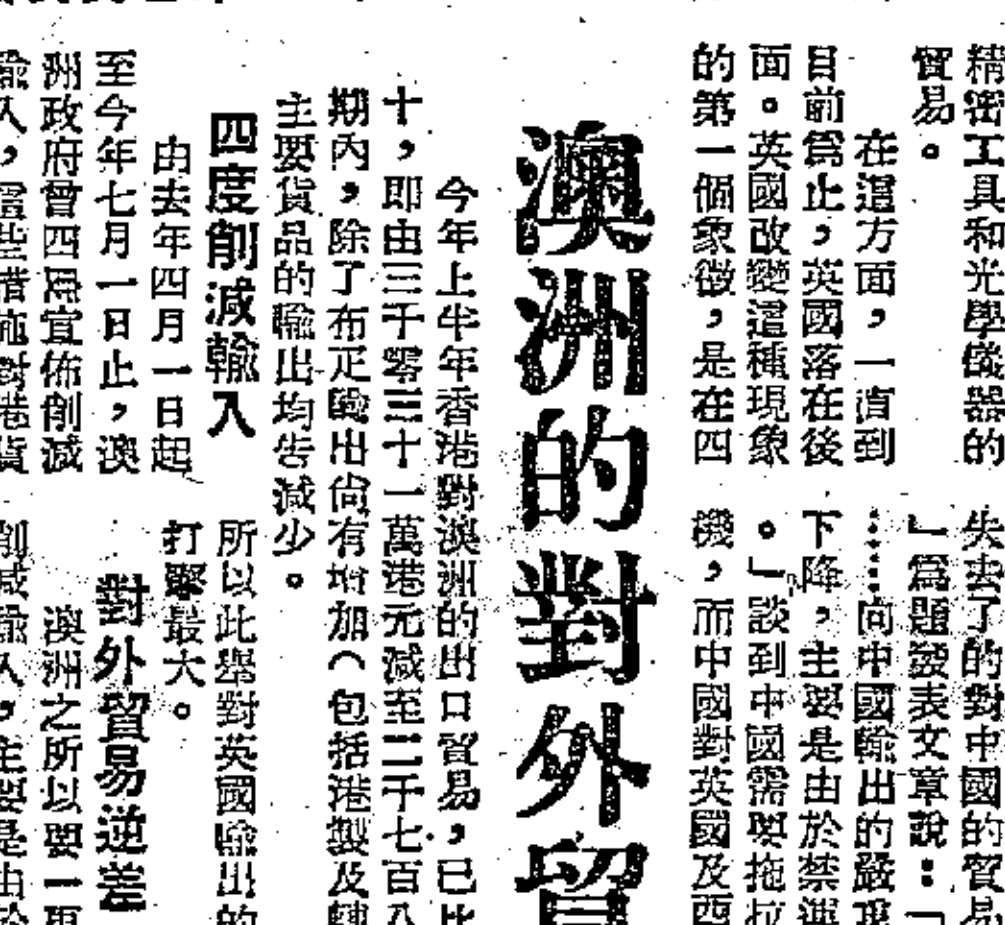 精密工具和光學儀器的
貿易。
在這方面，一直到
目前爲止，英國落在後
面。英國改變這種現象
的第一個象徵，是在四
失去了的對中國的貿易
」爲題發表文章說：「
……向中國輸出的嚴重
下降，主要是由於禁運
。」談到中國需要拖拉
機，而中國對英國及西
澳洲的對外貿
今年上半年香港對澳洲的出口貿易，已比
十，即由三千零三十一萬港元減至二千七百八
期內，除了布疋輸出尙有增加（包括港製及轉
主要貨品的輸出均告減少。
四度削減輸入
由去年四月一日起
至今年七月一日止，澳
洲政府曾四度宣佈削減
輸入，這些措施對港貨
所以此舉對英國輸出的
打擊最大。
對外貿易逆差
澳洲之所以要一再
削減輸入，主要是由於